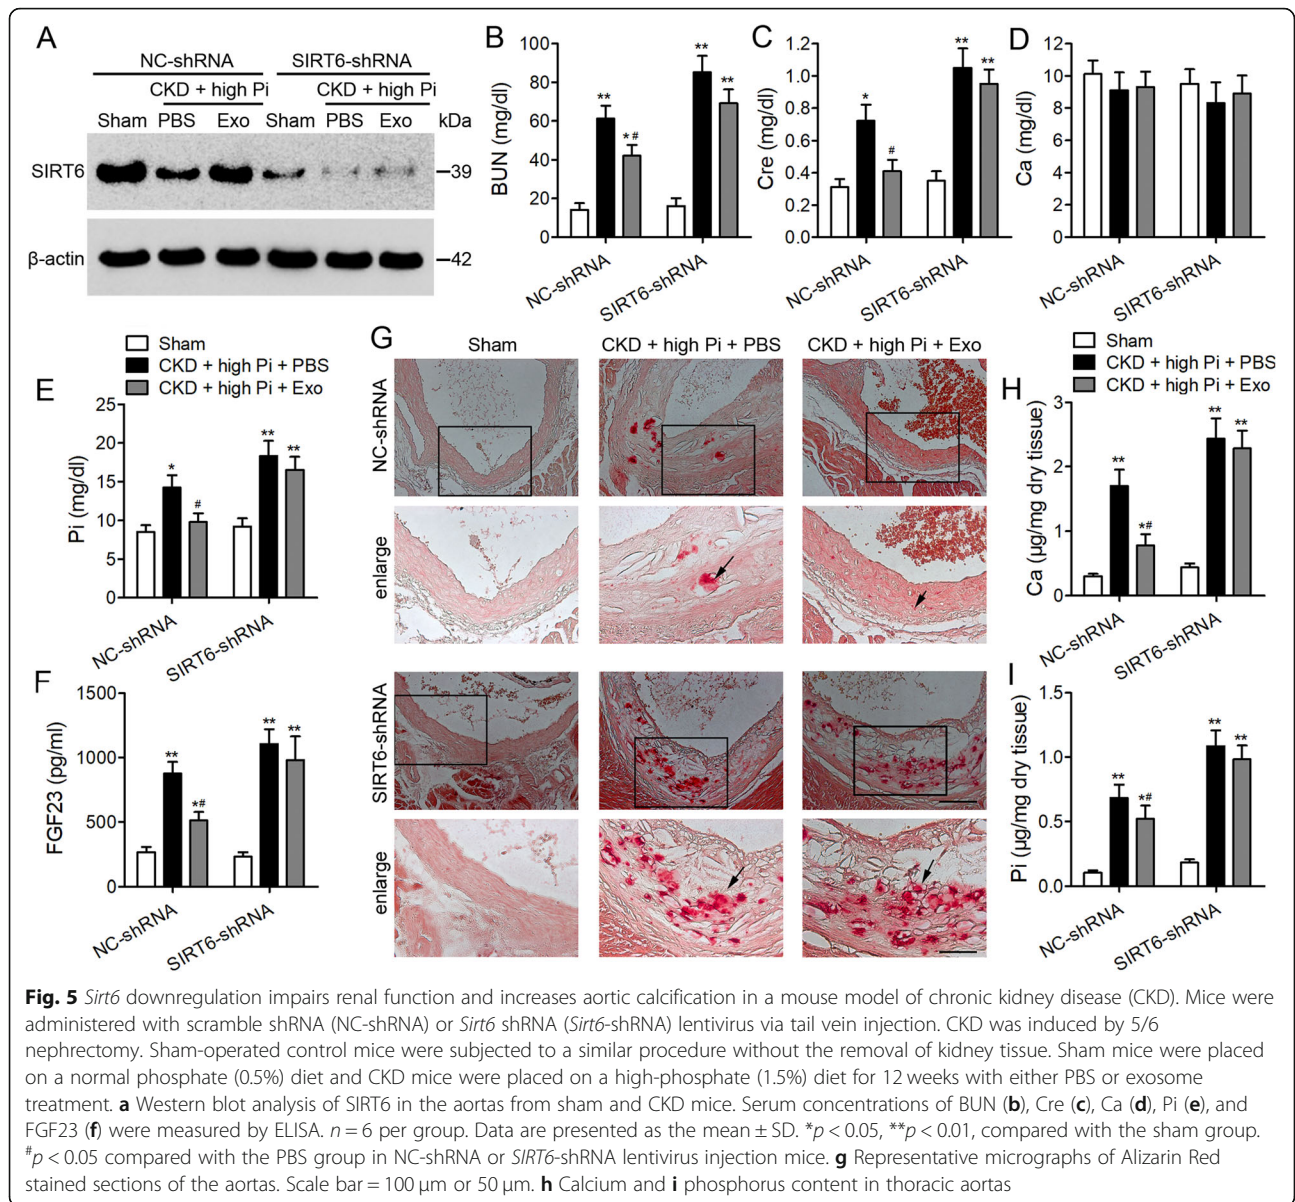 A
NC-shRNA SIRT6-shRNA
CKD + high Pi CKD + high Pi
Sham PBS Exo Sham PBS Exo kDa
SIRT6 39
β-actin 42
B
BUN (mg/dl)
100
80
60
40
20
0
**
*#
**
**
NC-shRNA
SIRT6-shRNA
C
Cre (mg/dl)
1.2
1.0
0.8
0.6
0.4
0.2
0.0
*
#
**
**
NC-shRNA
SIRT6-shRNA
D
Ca (mg/dl)
12
10
8
6
4
2
0
NC-shRNA
SIRT6-shRNA
Sham
CKD + high Pi + PBS
CKD + high Pi + Exo
E
Pi (mg/dl)
25
20
15
10
5
0
*
#
**
**
NC-shRNA
SIRT6-shRNA
F
FGF23 (pg/ml)
1500
1000
500
0
**
*#
**
**
NC-shRNA
SIRT6-shRNA
G
Sham CKD + high Pi + PBS CKD + high Pi + Exo
NC-shRNA
enlarge
SIRT6-shRNA
enlarge
Sham
CKD + high Pi + PBS
CKD + high Pi + Exo
H
Ca (µg/mg dry tissue)
3
2
1
0
**
*#
**
**
NC-shRNA
SIRT6-shRNA
I
Pi (µg/mg dry tissue)
1.5
1.0
0.5
0.0
**
*#
**
**
NC-shRNA
SIRT6-shRNA
Fig. 5 Sirt6 downregulation impairs renal function and increases aortic calcification in a mouse model of chronic kidney disease (CKD). Mice were
administered with scramble shRNA (NC-shRNA) or Sirt6 shRNA (Sirt6-shRNA) lentivirus via tail vein injection. CKD was induced by 5/6
nephrectomy. Sham-operated control mice were subjected to a similar procedure without the removal of kidney tissue. Sham mice were placed
on a normal phosphate (0.5%) diet and CKD mice were placed on a high-phosphate (1.5%) diet for 12 weeks with either PBS or exosome
treatment. a Western blot analysis of SIRT6 in the aortas from sham and CKD mice. Serum concentrations of BUN (b), Cre (c), Ca (d), Pi (e), and
FGF23 (f) were measured by ELISA. n = 6 per group. Data are presented as the mean ± SD. *p < 0.05, **p < 0.01, compared with the sham group.
#p < 0.05 compared with the PBS group in NC-shRNA or SIRT6-shRNA lentivirus injection mice. g Representative micrographs of Alizarin Red
stained sections of the aortas. Scale bar = 100 µm or 50 µm. h Calcium and i phosphorus content in thoracic aortas